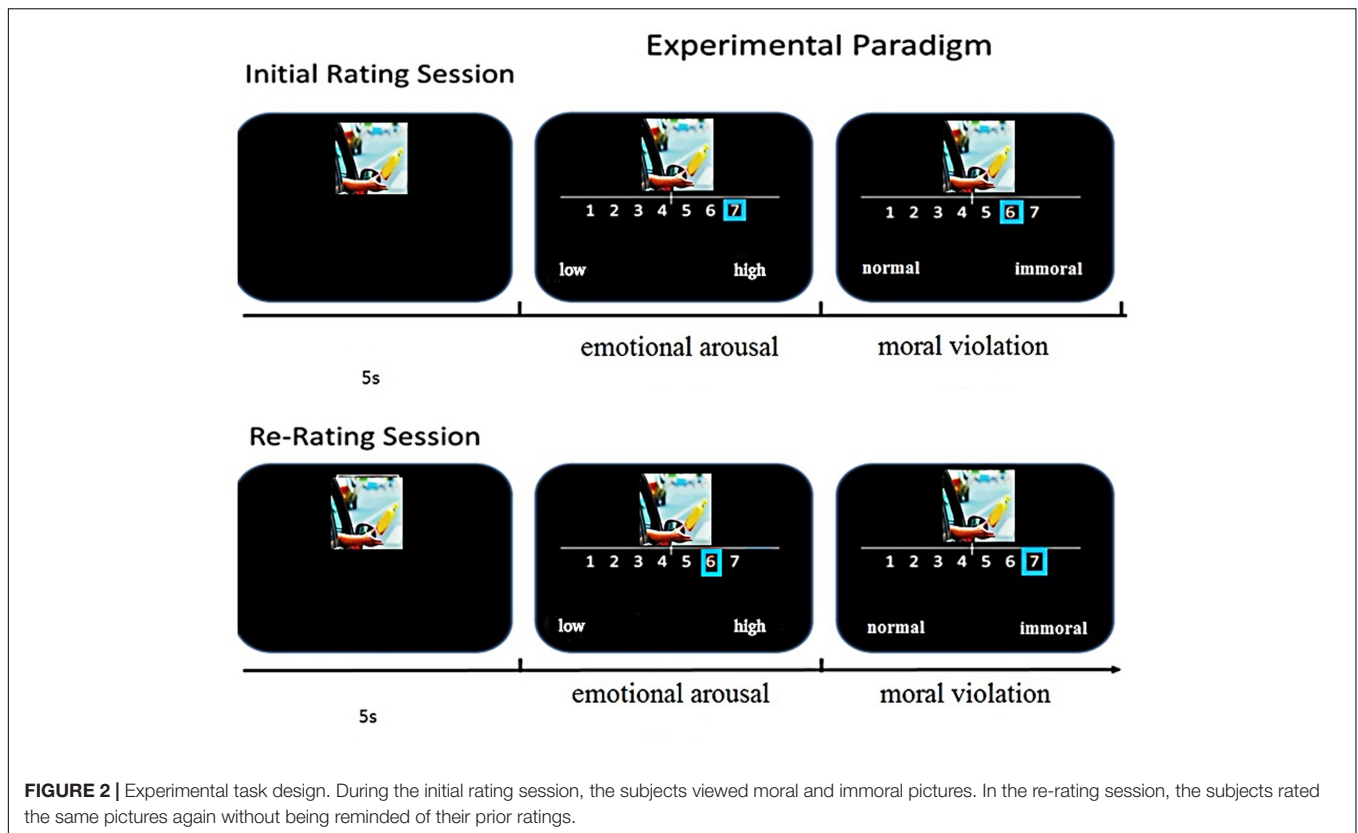 Experimental Paradigm
Initial Rating Session
1 2 3 4 5 6 7
low high
1 2 3 4 5 6 7
normal immoral
emotional arousal moral violation
5s
Re-Rating Session
1 2 3 4 5 6 7
low high
1 2 3 4 5 6 7
normal immoral
emotional arousal moral violation
5s
FIGURE 2 | Experimental task design. During the initial rating session, the subjects viewed moral and immoral pictures. In the re-rating session, the subjects rated
the same pictures again without being reminded of their prior ratings.